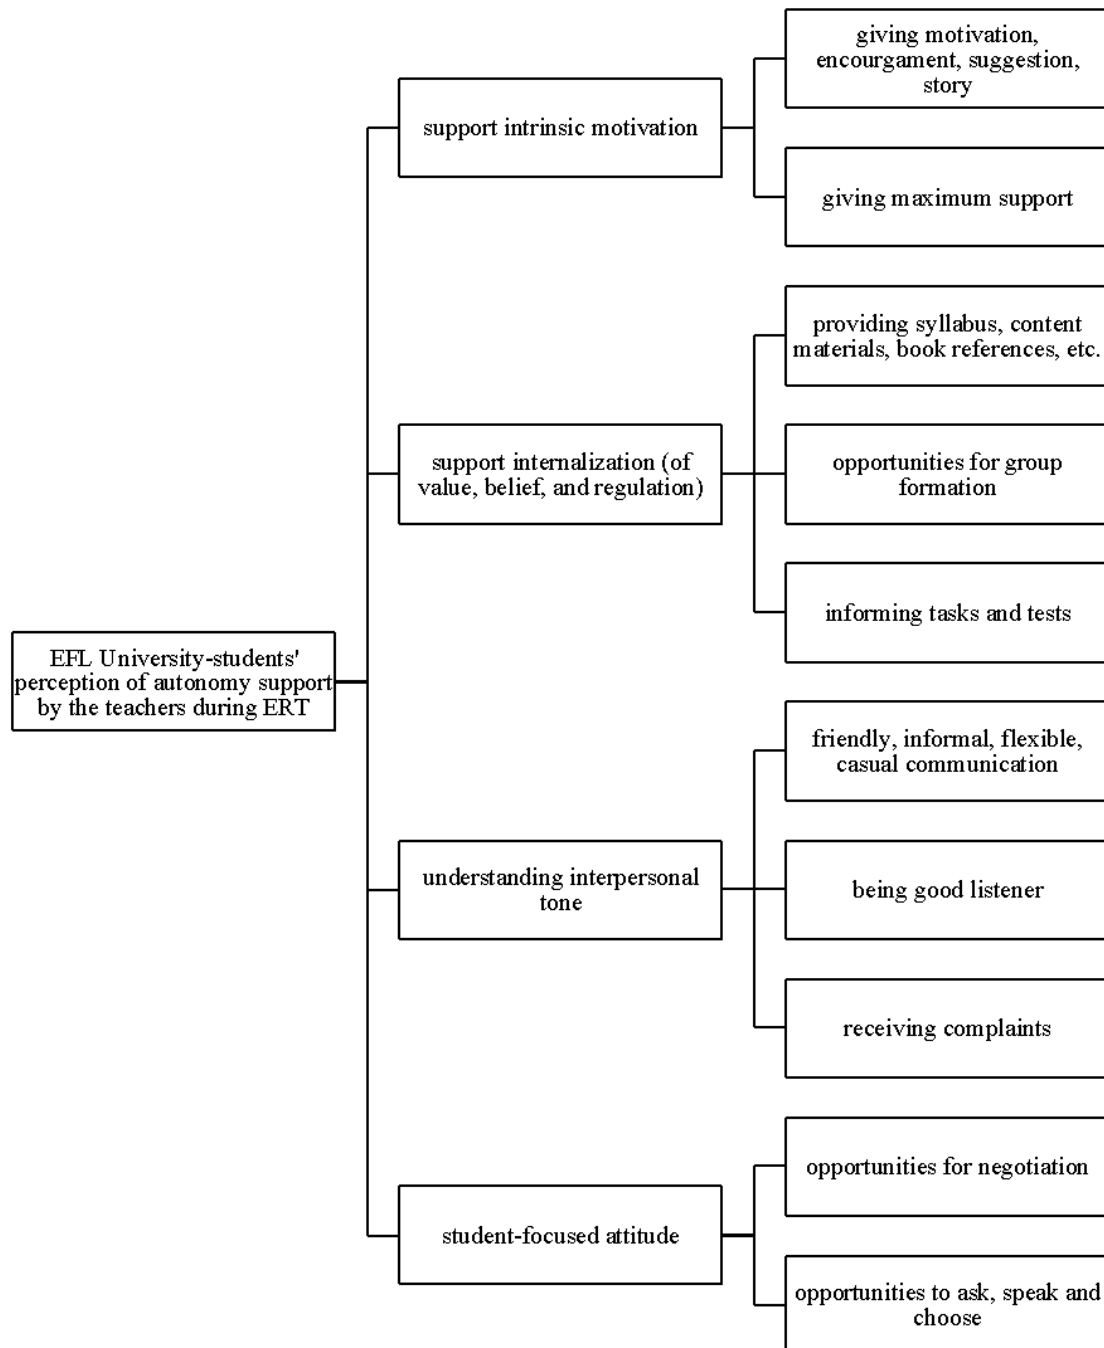 giving motivation,
encourgament, suggestion,
story
support intrinsic motivation
giving maximum support
providing syllabus, content
materials, book references, etc.
support internalization (of
value, belief, and regulation)
opportunities for group
formation
informing tasks and tests
EFL University-students'
perception of autonomy support
by the teachers during ERT
friendly, informal, flexible,
casual communication
understanding interpersonal
tone
being good listener
receiving complaints
opportunities for negotiation
student-focused attitude
opportunities to ask, speak and
choose